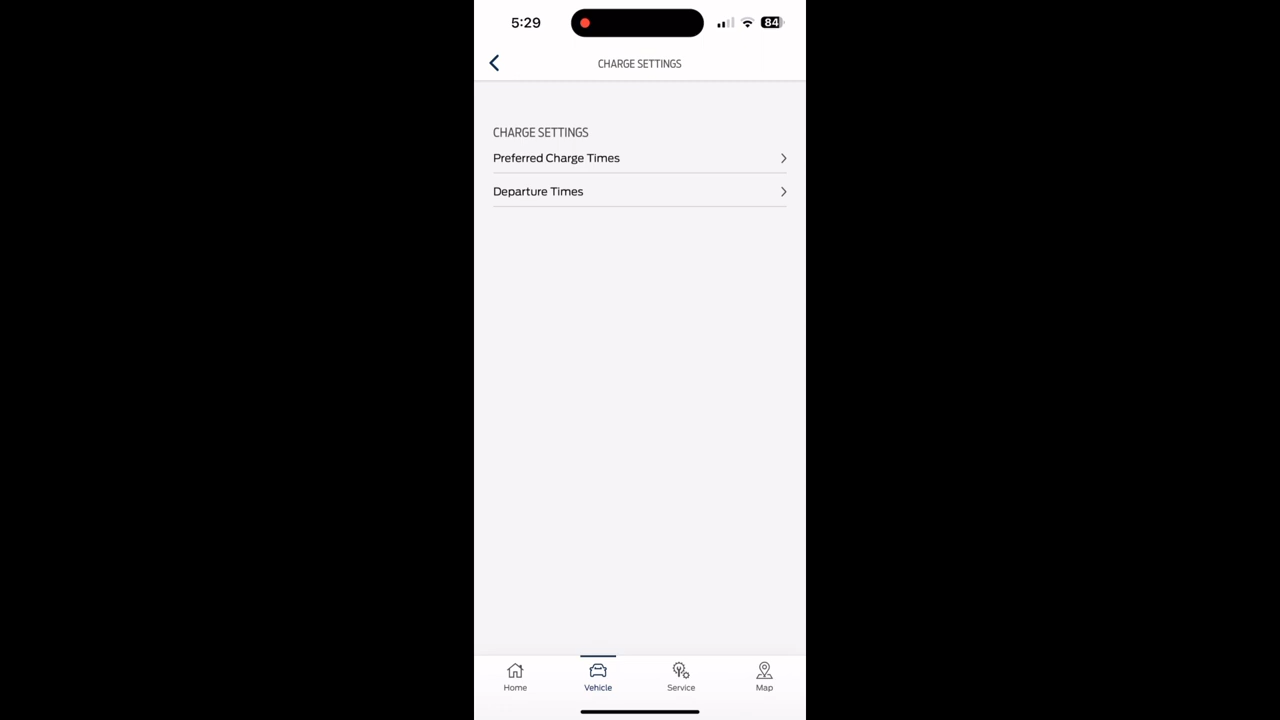 5:29
84
CHARGE SETTINGS
CHARGE SETTINGS
Preferred Charge Times
Departure Times
Home
Vehicle
Service
Map